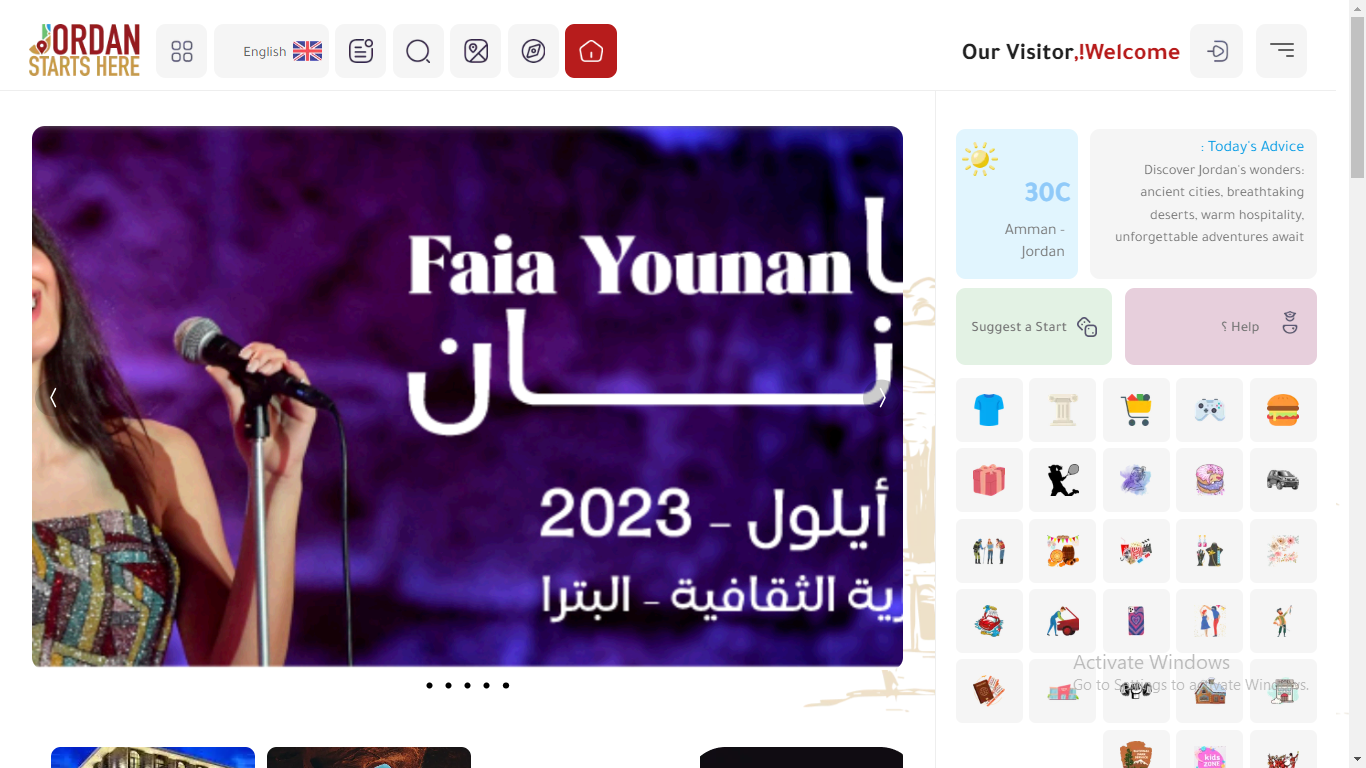 JORDAN
STARTS HERE
English
Our Visitor,!Welcome
Faia Younan
ـان
2023 – أيلول
رية الثقافية – البترا
30C
Amman -
Jordan
: Today's Advice
Discover Jordan's wonders:
ancient cities, breathtaking
deserts, warm hospitality,
unforgettable adventures await
Suggest a Start
؟ Help
Activate Windows
Go to Settings to activate Windows.
kids
ZONE